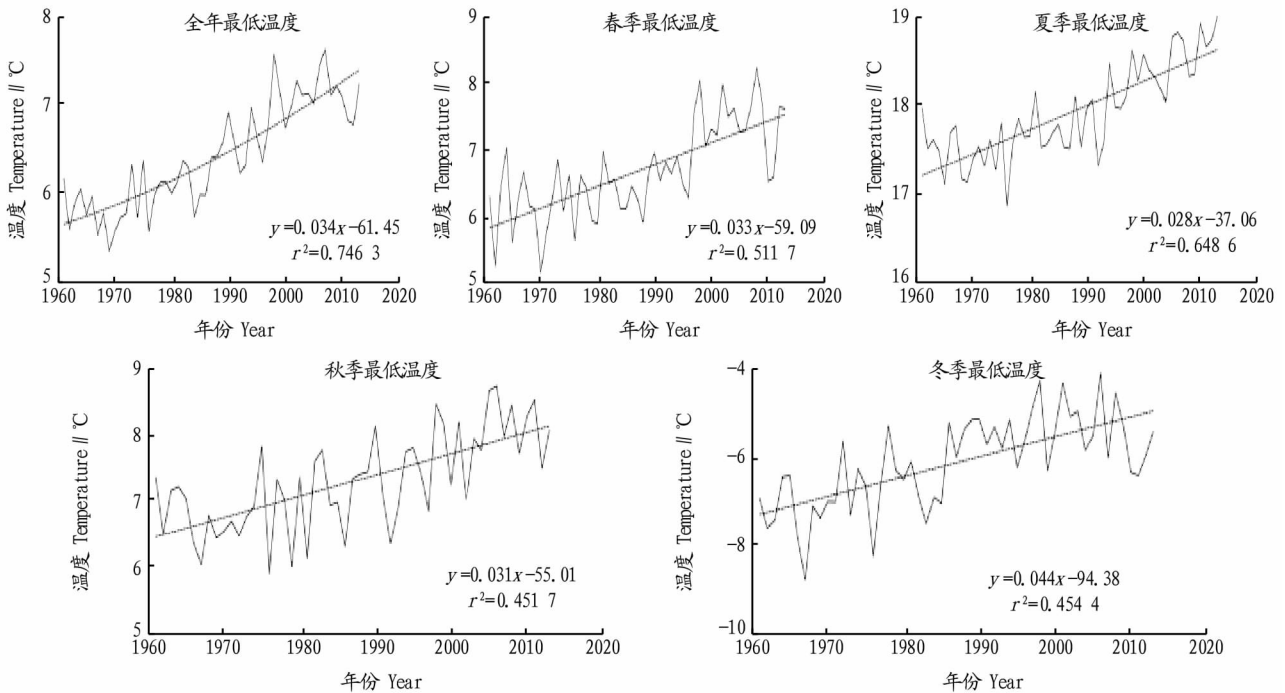 全年最低温度
温度 Temperature∥℃
8
7
6
5
y=0.034x−61.45
r²=0.746 3
1960 1970 1980 1990 2000 2010 2020
年份 Year
春季最低温度
9
8
7
6
5
y=0.033x−59.09
r²=0.511 7
1960 1970 1980 1990 2000 2010 2020
年份 Year
夏季最低温度
温度 Temperature∥℃
19
18
17
16
y=0.028x−37.06
r²=0.648 6
1960 1970 1980 1990 2000 2010 2020
年份 Year
秋季最低温度
温度 Temperature∥℃
9
8
7
6
5
y=0.031x−55.01
r²=0.451 7
1960 1970 1980 1990 2000 2010 2020
年份 Year
冬季最低温度
温度 Temperature∥℃
−4
−6
−8
−10
y=0.044x−94.38
r²=0.454 4
1960 1970 1980 1990 2000 2010 2020
年份 Year